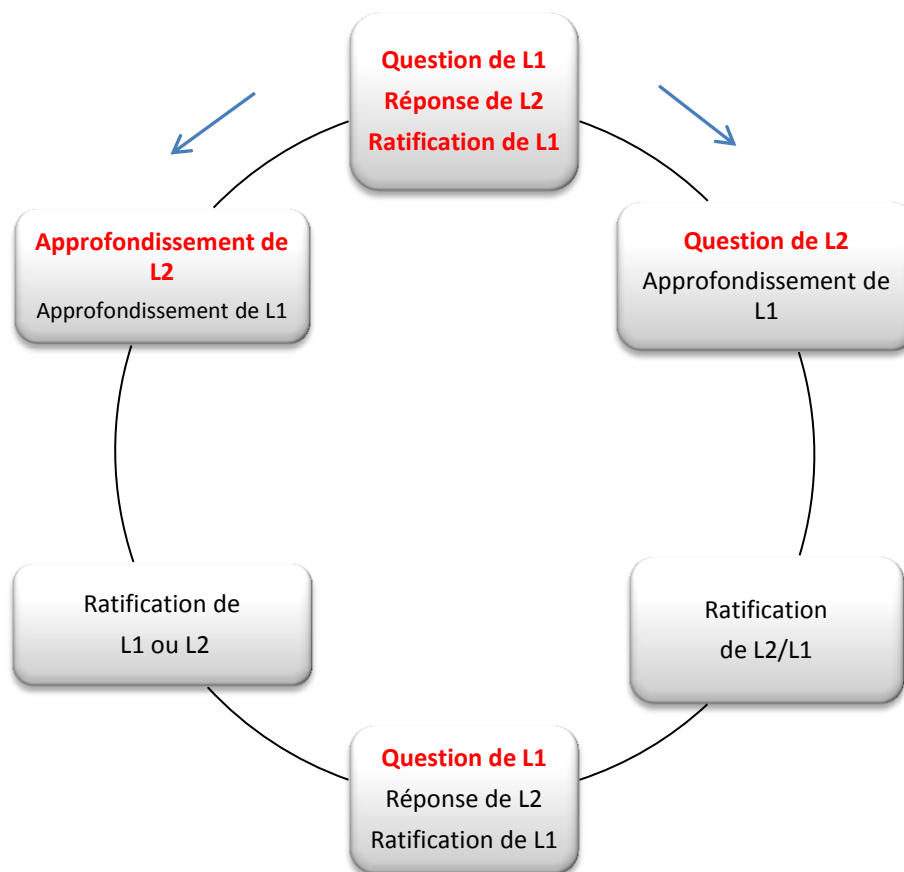 Question de L1
Réponse de L2
Ratification de L1
Approfondissement de
L2
Approfondissement de L1
Question de L2
Approfondissement de
L1
Ratification de
L1 ou L2
Ratification
de L2/L1
Question de L1
Réponse de L2
Ratification de L1